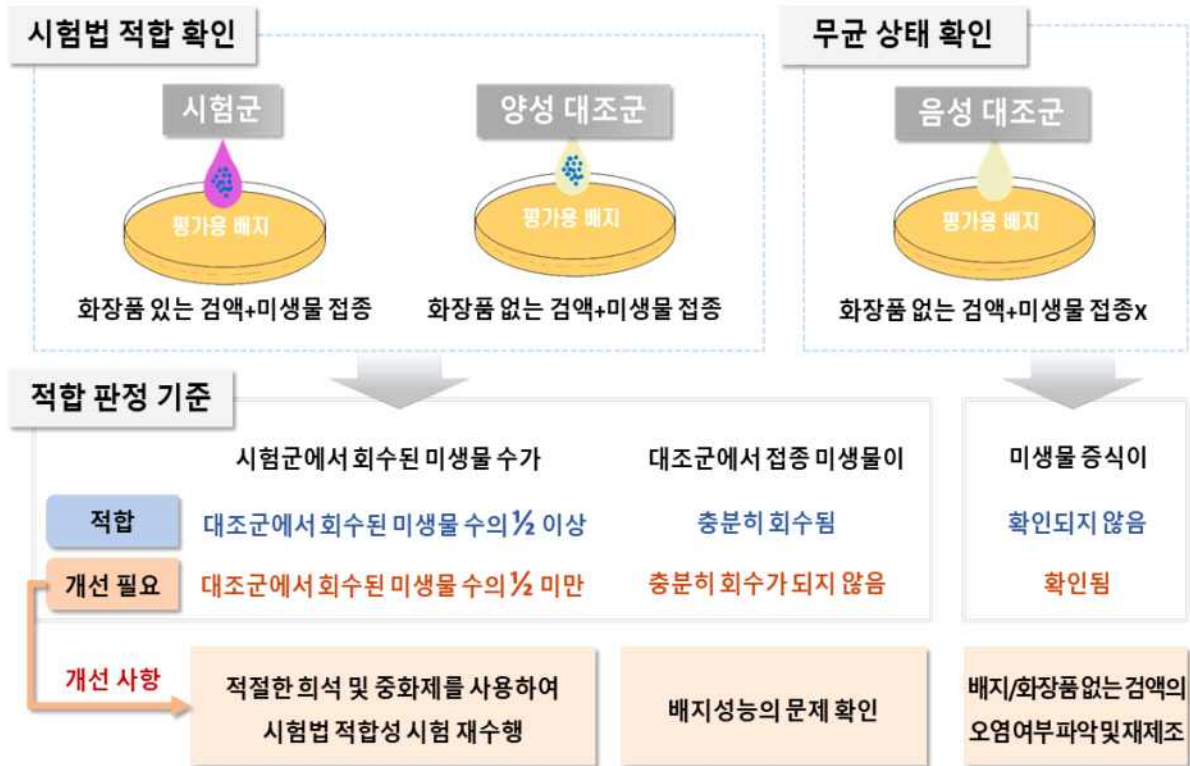 시험법 적합 확인
무균 상태 확인
시험군
양성 대조군
음성 대조군
평가용 배지
평가용 배지
평가용 배지
화장품 있는 검액+미생물 접종
화장품 없는 검액+미생물 접종
화장품 없는 검액+미생물 접종x
적합 판정 기준
시험군에서 회수된 미생물 수가
대조군에서 접종 미생물이
미생물 증식이
적합
대조군에서 회수된 미생물 수의 ½ 이상
충분히 회수됨
확인되지 않음
개선 필요
대조군에서 회수된 미생물 수의 ½ 미만
충분히 회수가 되지 않음
확인됨
개선 사항
적절한 희석 및 중화제를 사용하여
시험법 적합성 시험 재수행
배지성능의 문제 확인
배지/화장품 없는 검액의
오염여부 파악 및 재제조